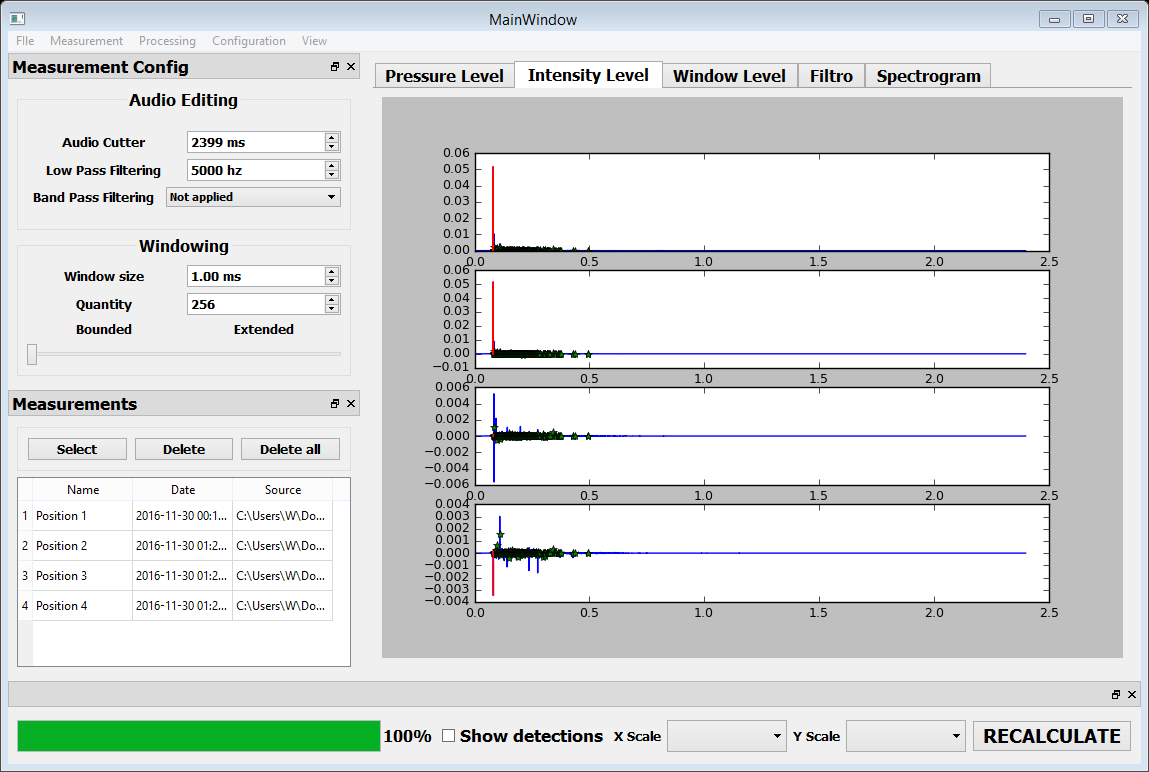 MainWindow
FIle Measurement Processing Configuration View
Measurement Config
Audio Editing
Audio Cutter 2399 ms
Low Pass Filtering 5000 hz
Band Pass Filtering Not applied
Windowing
Window size 1.00 ms
Quantity 256
Bounded Extended
Measurements
Select Delete Delete all
Name Date Source
1 Position 1 2016-11-30 00:1... C:\Users\W\Do...
2 Position 2 2016-11-30 01:2... C:\Users\W\Do...
3 Position 3 2016-11-30 01:2... C:\Users\W\Do...
4 Position 4 2016-11-30 01:2... C:\Users\W\Do...
Pressure Level Intensity Level Window Level Filtro Spectrogram
0.06
0.05
0.04
0.03
0.02
0.01
0.00
0.0 0.5 1.0 1.5 2.0 2.5
0.06
0.05
0.04
0.03
0.02
0.01
0.00
−0.01
0.0 0.5 1.0 1.5 2.0 2.5
0.006
0.004
0.002
0.000
−0.002
−0.004
−0.006
0.0 0.5 1.0 1.5 2.0 2.5
0.004
0.003
0.002
0.001
0.000
−0.001
−0.002
−0.003
−0.004
0.0 0.5 1.0 1.5 2.0 2.5
100% Show detections X Scale Y Scale RECALCULATE